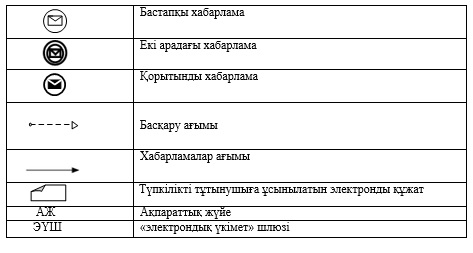 Бастапқы хабарлама
Екі арадағы хабарлама
Қорытынды хабарлама
Басқару ағымы
Хабарламалар ағымы
Түпкілікті тұтынушыға ұсынылатын электронды құжат
АЖ Ақпараттық жүйе
ЭҮШ «электрондық үкімет» шлюзі